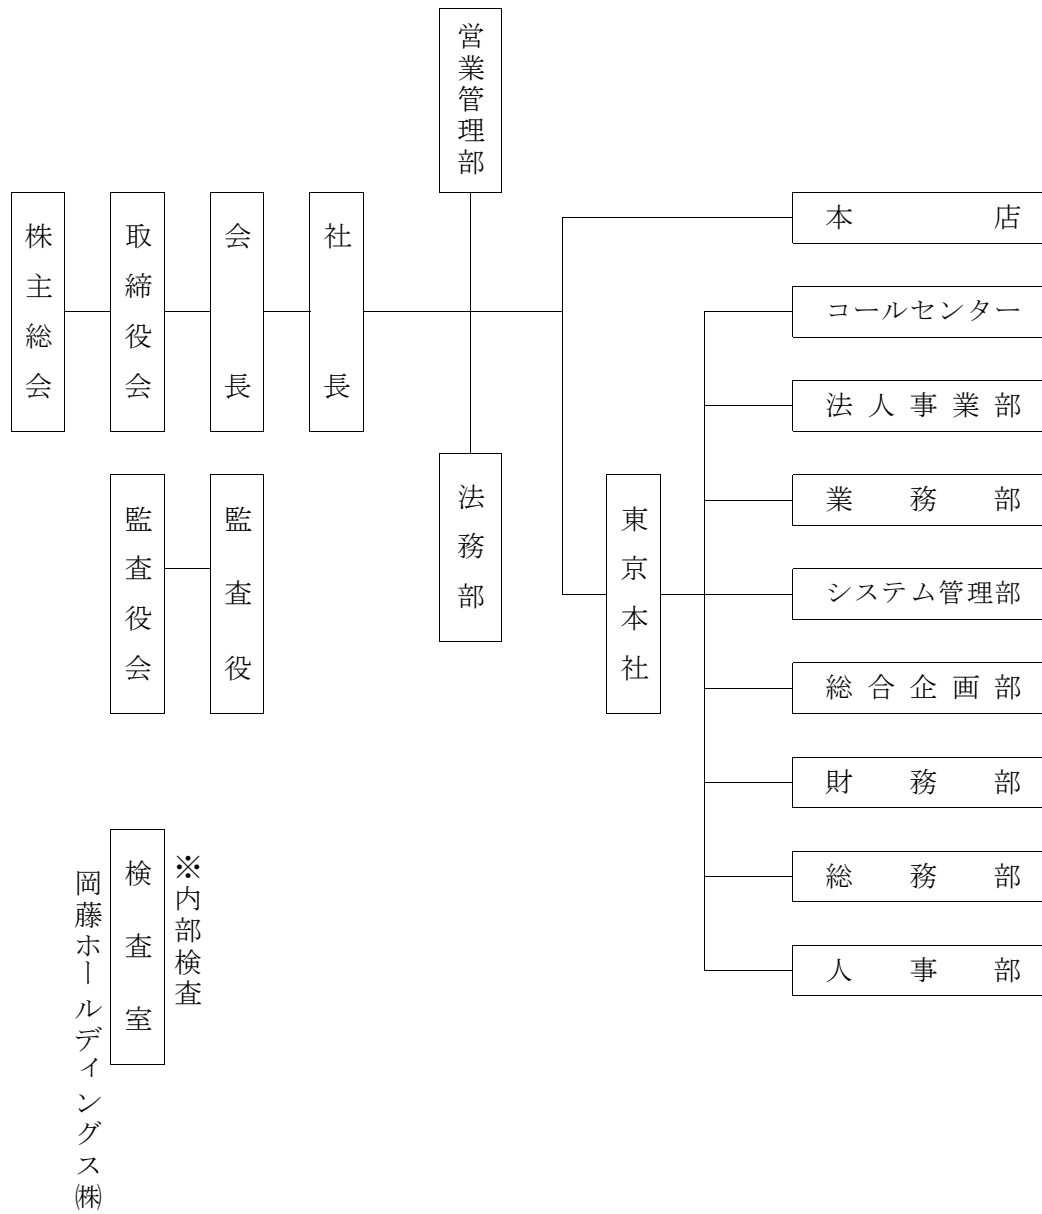 営業管理部
株主総会
取締役会
会長
社長
本店
コールセンター
法人事業部
業務部
システム管理部
総合企画部
財務部
総務部
人事部
法務部
東京本社
監査役会
監査役
検査室
※内部検査
岡藤ホールディングス㈱